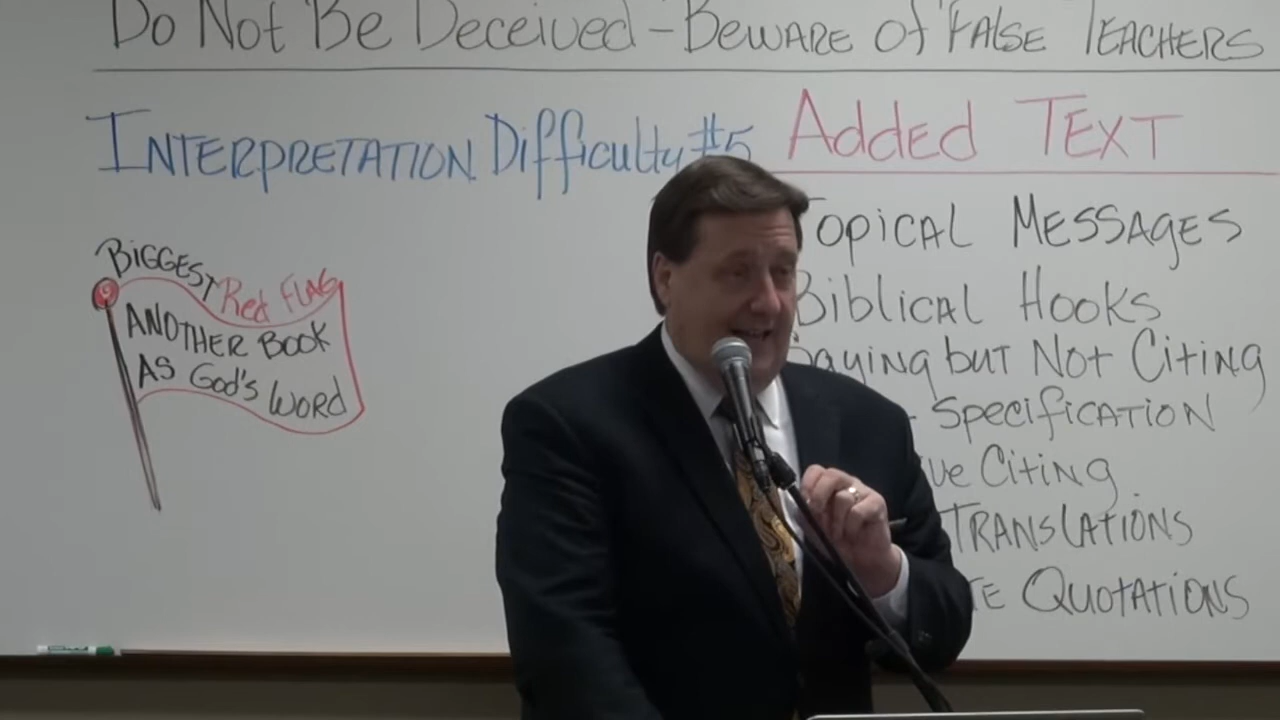 Do Not Be Deceived - Beware of False Teachers
Interpretation Difficulty #5 Added Text
Biggest Red Flag
Another Book
As God's Word
Topical Messages
Biblical Hooks
Saying but Not Citing
- Specification
Citing
Translations
Quotations